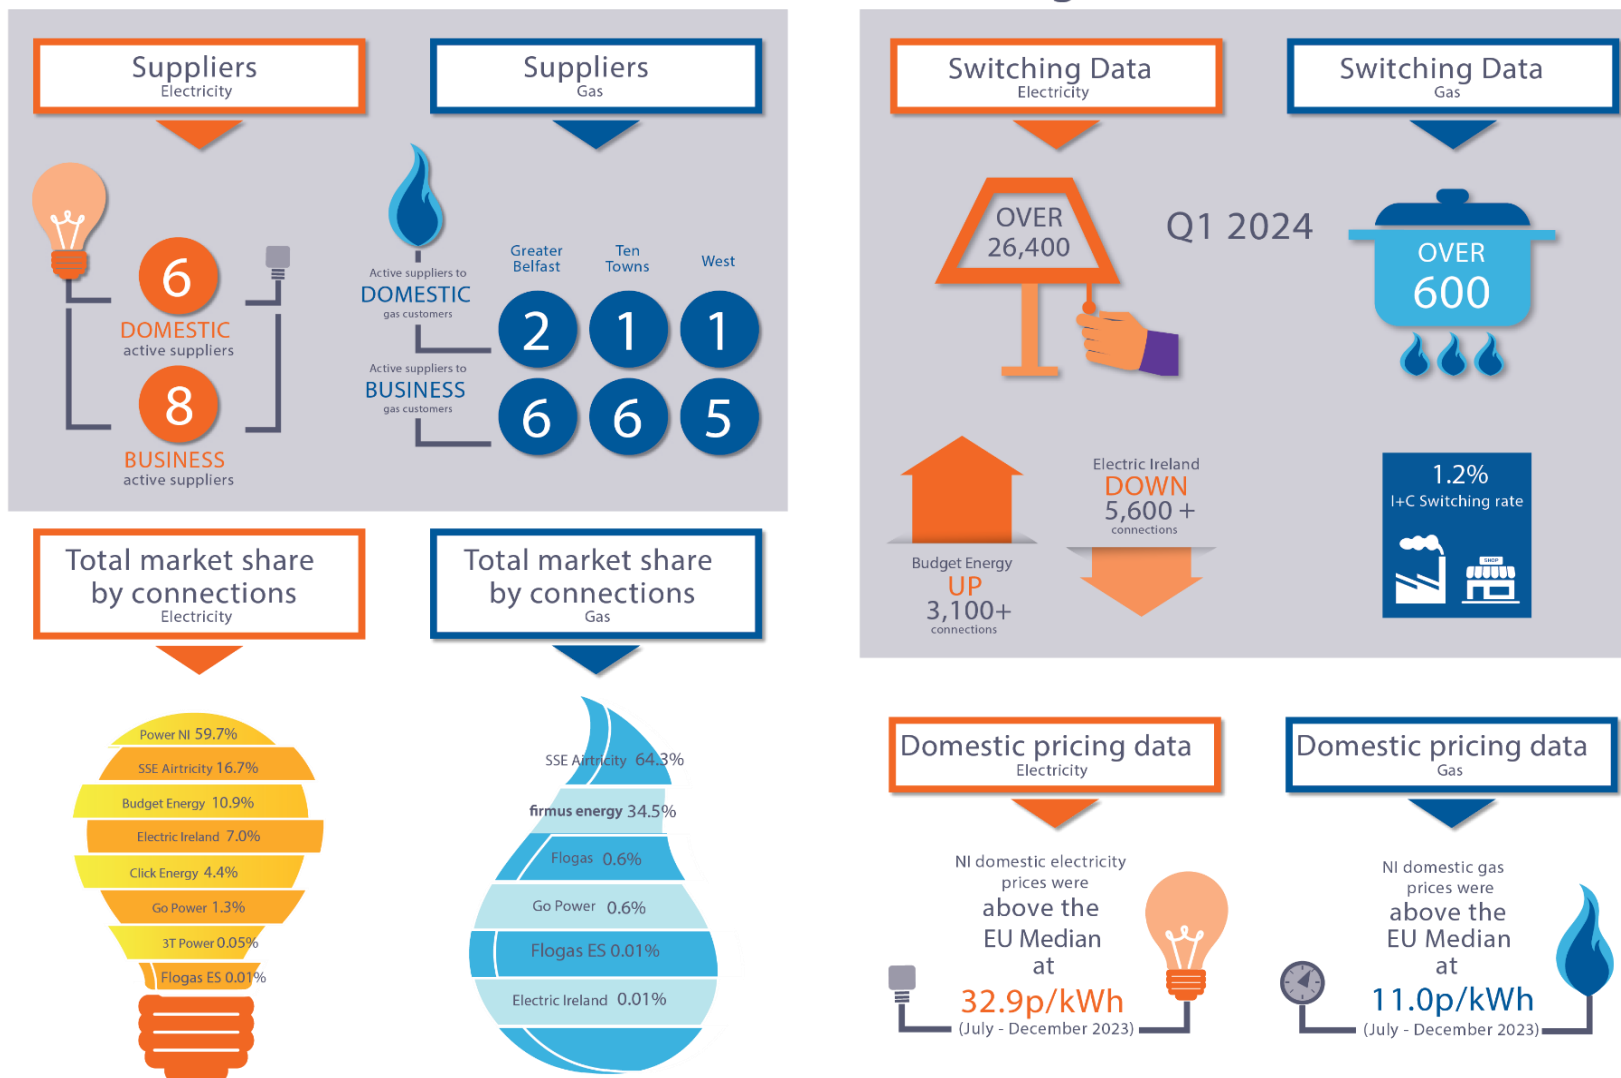 Suppliers
Electricity
6
DOMESTIC
active suppliers
8
BUSINESS
active suppliers
Suppliers
Gas
Greater
Belfast
Ten
Towns
West
Active suppliers to
DOMESTIC
gas customers
2 1 1
Active suppliers to
BUSINESS
gas customers
6 6 5
Total market share
by connections
Electricity
Power NI 59.7%
SSE Airtricity 16.7%
Budget Energy 10.9%
Electric Ireland 7.0%
Click Energy 4.4%
Go Power 1.3%
3T Power 0.05%
Flogas ES 0.01%
Total market share
by connections
Gas
SSE Airtricity 64.3%
firmus energy 34.5%
Flogas 0.6%
Go Power 0.6%
Flogas ES 0.01%
Electric Ireland 0.01%
Switching Data
Electricity
OVER
26,400
Q1 2024
Budget Energy
UP
3,100+
connections
Electric Ireland
DOWN
5,600 +
connections
Switching Data
Gas
OVER
600
1.2%
I+C Switching rate
SHOP
Domestic pricing data
Electricity
NI domestic electricity
prices were
above the
EU Median
at
32.9p/kWh
(July - December 2023)
Domestic pricing data
Gas
NI domestic gas
prices were
above the
EU Median
at
11.0p/kWh
(July - December 2023)